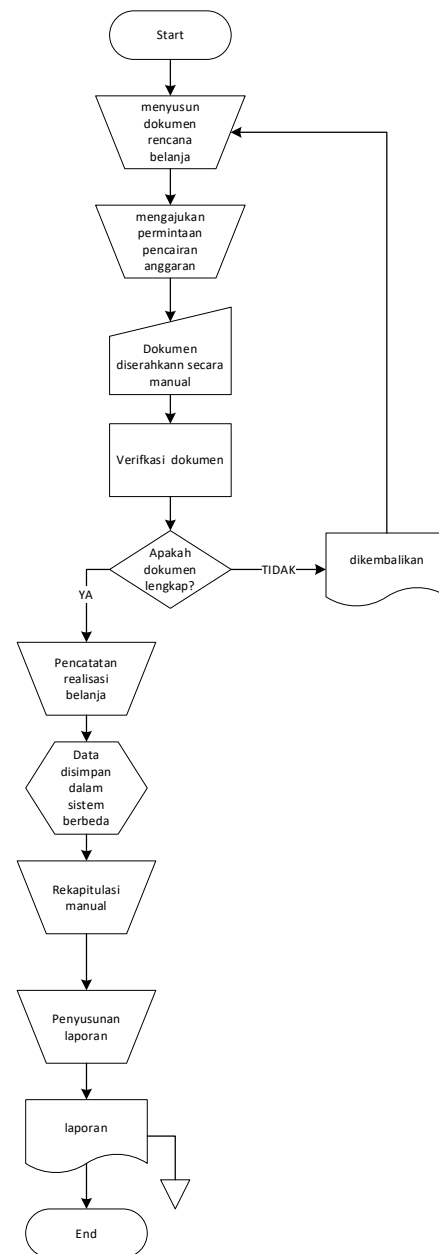 Start
menyusun
dokumen
rencana
belanja
mengajukan
permintaan
pencairan
anggaran
Dokumen
diserahkann secara
manual
Verifkasi dokumen
Apakah
dokumen
lengkap?
TIDAK
dikembalikan
YA
Pencatatan
realisasi
belanja
Data
disimpan
dalam
sistem
berbeda
Rekapitulasi
manual
Penyusunan
laporan
laporan
End